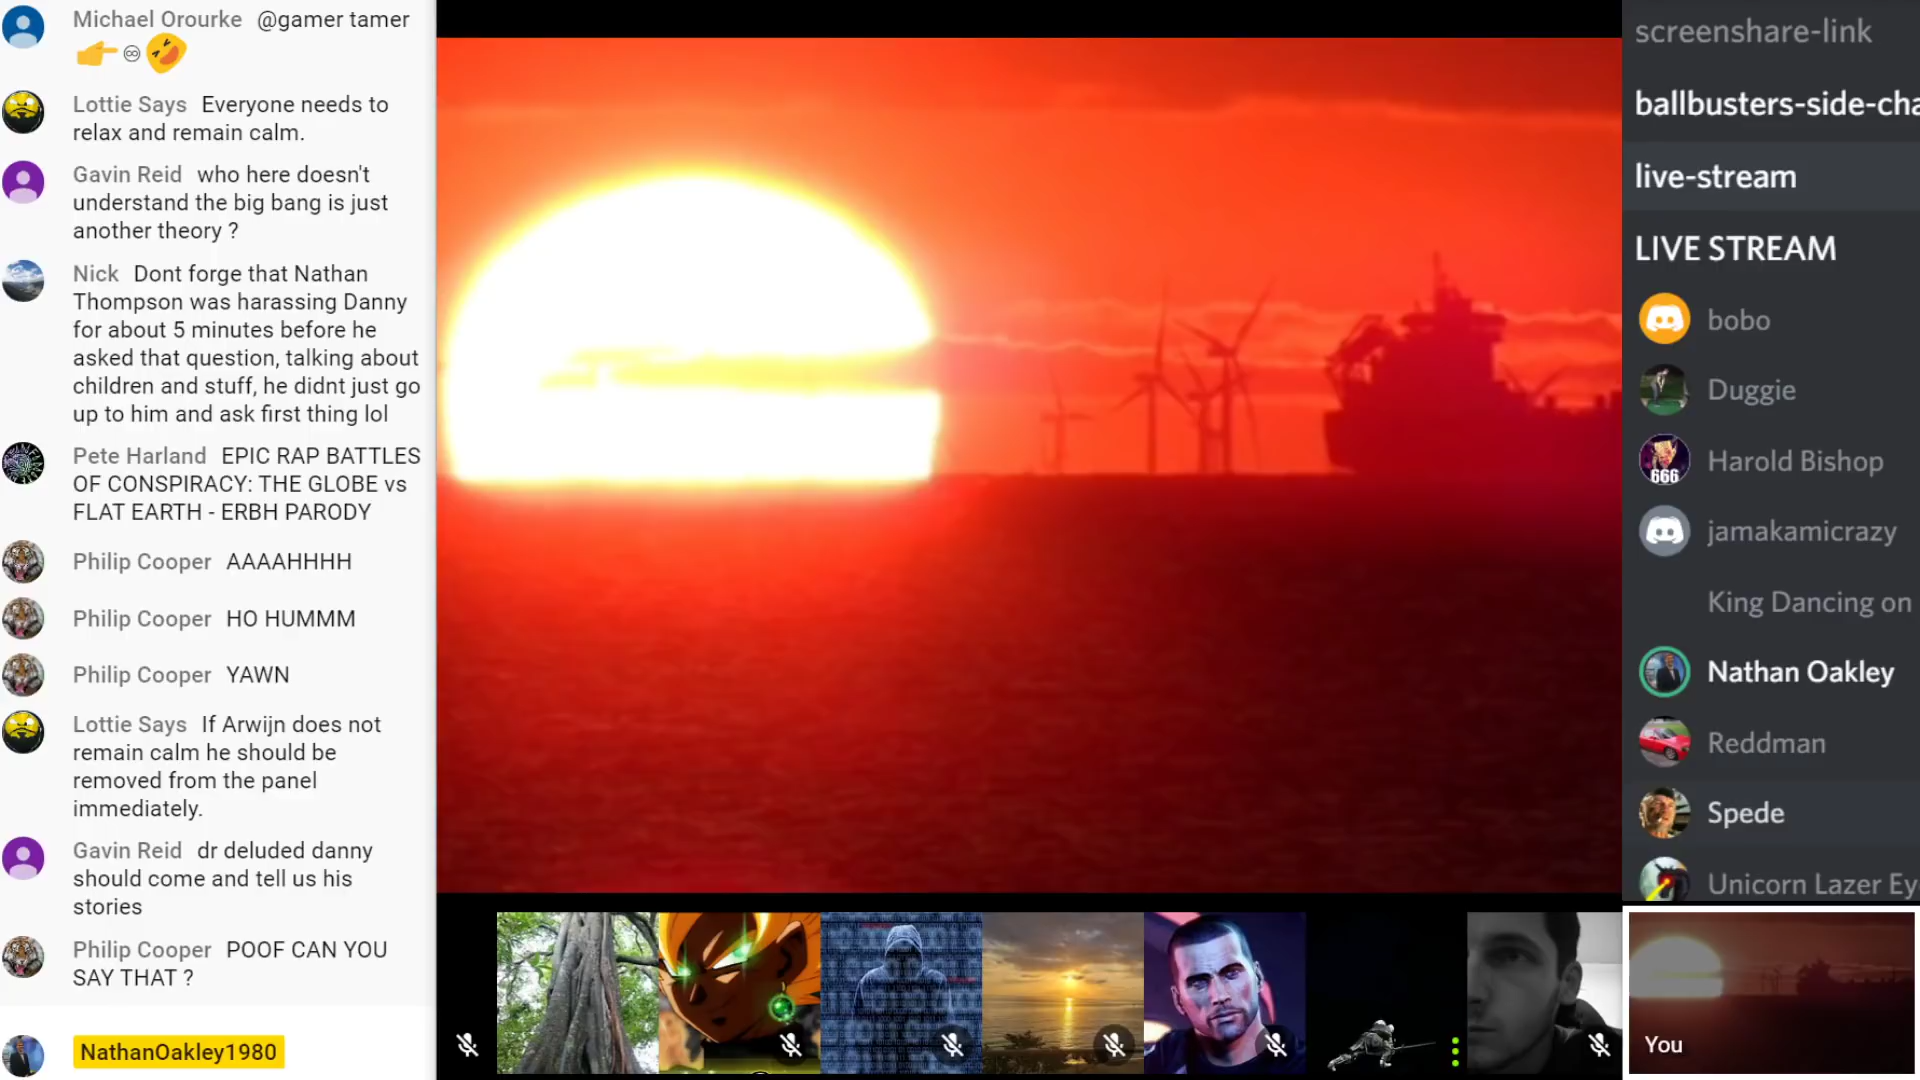 Michael Orourke @gamer tamer
Lottie Says Everyone needs to
relax and remain calm.
Gavin Reid who here doesn't
understand the big bang is just
another theory ?
Nick Dont forge that Nathan
Thompson was harassing Danny
for about 5 minutes before he
asked that question, talking about
children and stuff, he didnt just go
up to him and ask first thing lol
Pete Harland EPIC RAP BATTLES
OF CONSPIRACY: THE GLOBE vs
FLAT EARTH - ERBH PARODY
Philip Cooper AAAAHHHH
Philip Cooper HO HUMMM
Philip Cooper YAWN
Lottie Says If Arwijn does not
remain calm he should be
removed from the panel
immediately.
Gavin Reid dr deluded danny
should come and tell us his
stories
Philip Cooper POOF CAN YOU
SAY THAT ?
NathanOakley1980
screenshare-link
ballbusters-side-cha
live-stream
LIVE STREAM
bobo
Duggie
666
Harold Bishop
jamakamicrazy
King Dancing on
Nathan Oakley
Reddman
Spede
Unicorn Lazer Ey
You